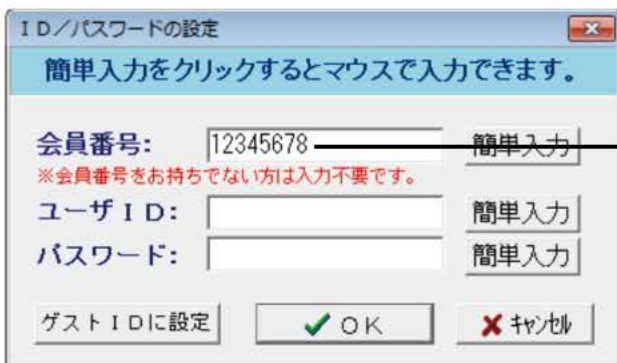 ＩＤ／パスワードの設定
簡単入力をクリックするとマウスで入力できます。
会員番号: 12345678 簡単入力
※会員番号をお持ちでない方は入力不要です。
ユーザＩＤ: 簡単入力
パスワード: 簡単入力
ゲストＩＤに設定 ＯＫ キャンセル